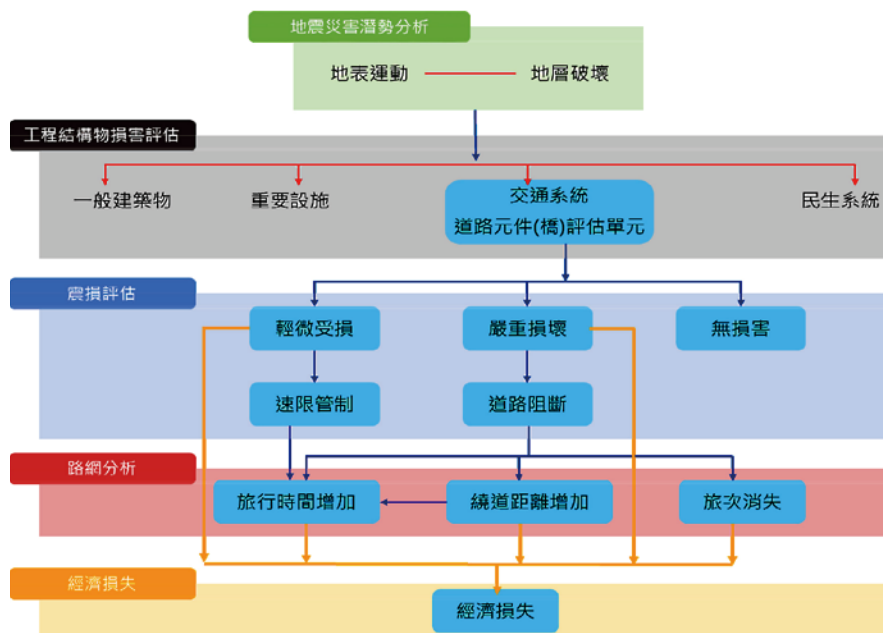 地震災害潛勢分析
地表運動
地層破壞
工程結構物損害評估
一般建築物
重要設施
交通系統
道路元件(橋)評估單元
民生系統
震損評估
輕微受損
嚴重損壞
無損害
速限管制
道路阻斷
路網分析
旅行時間增加
繞道距離增加
旅次消失
經濟損失
經濟損失